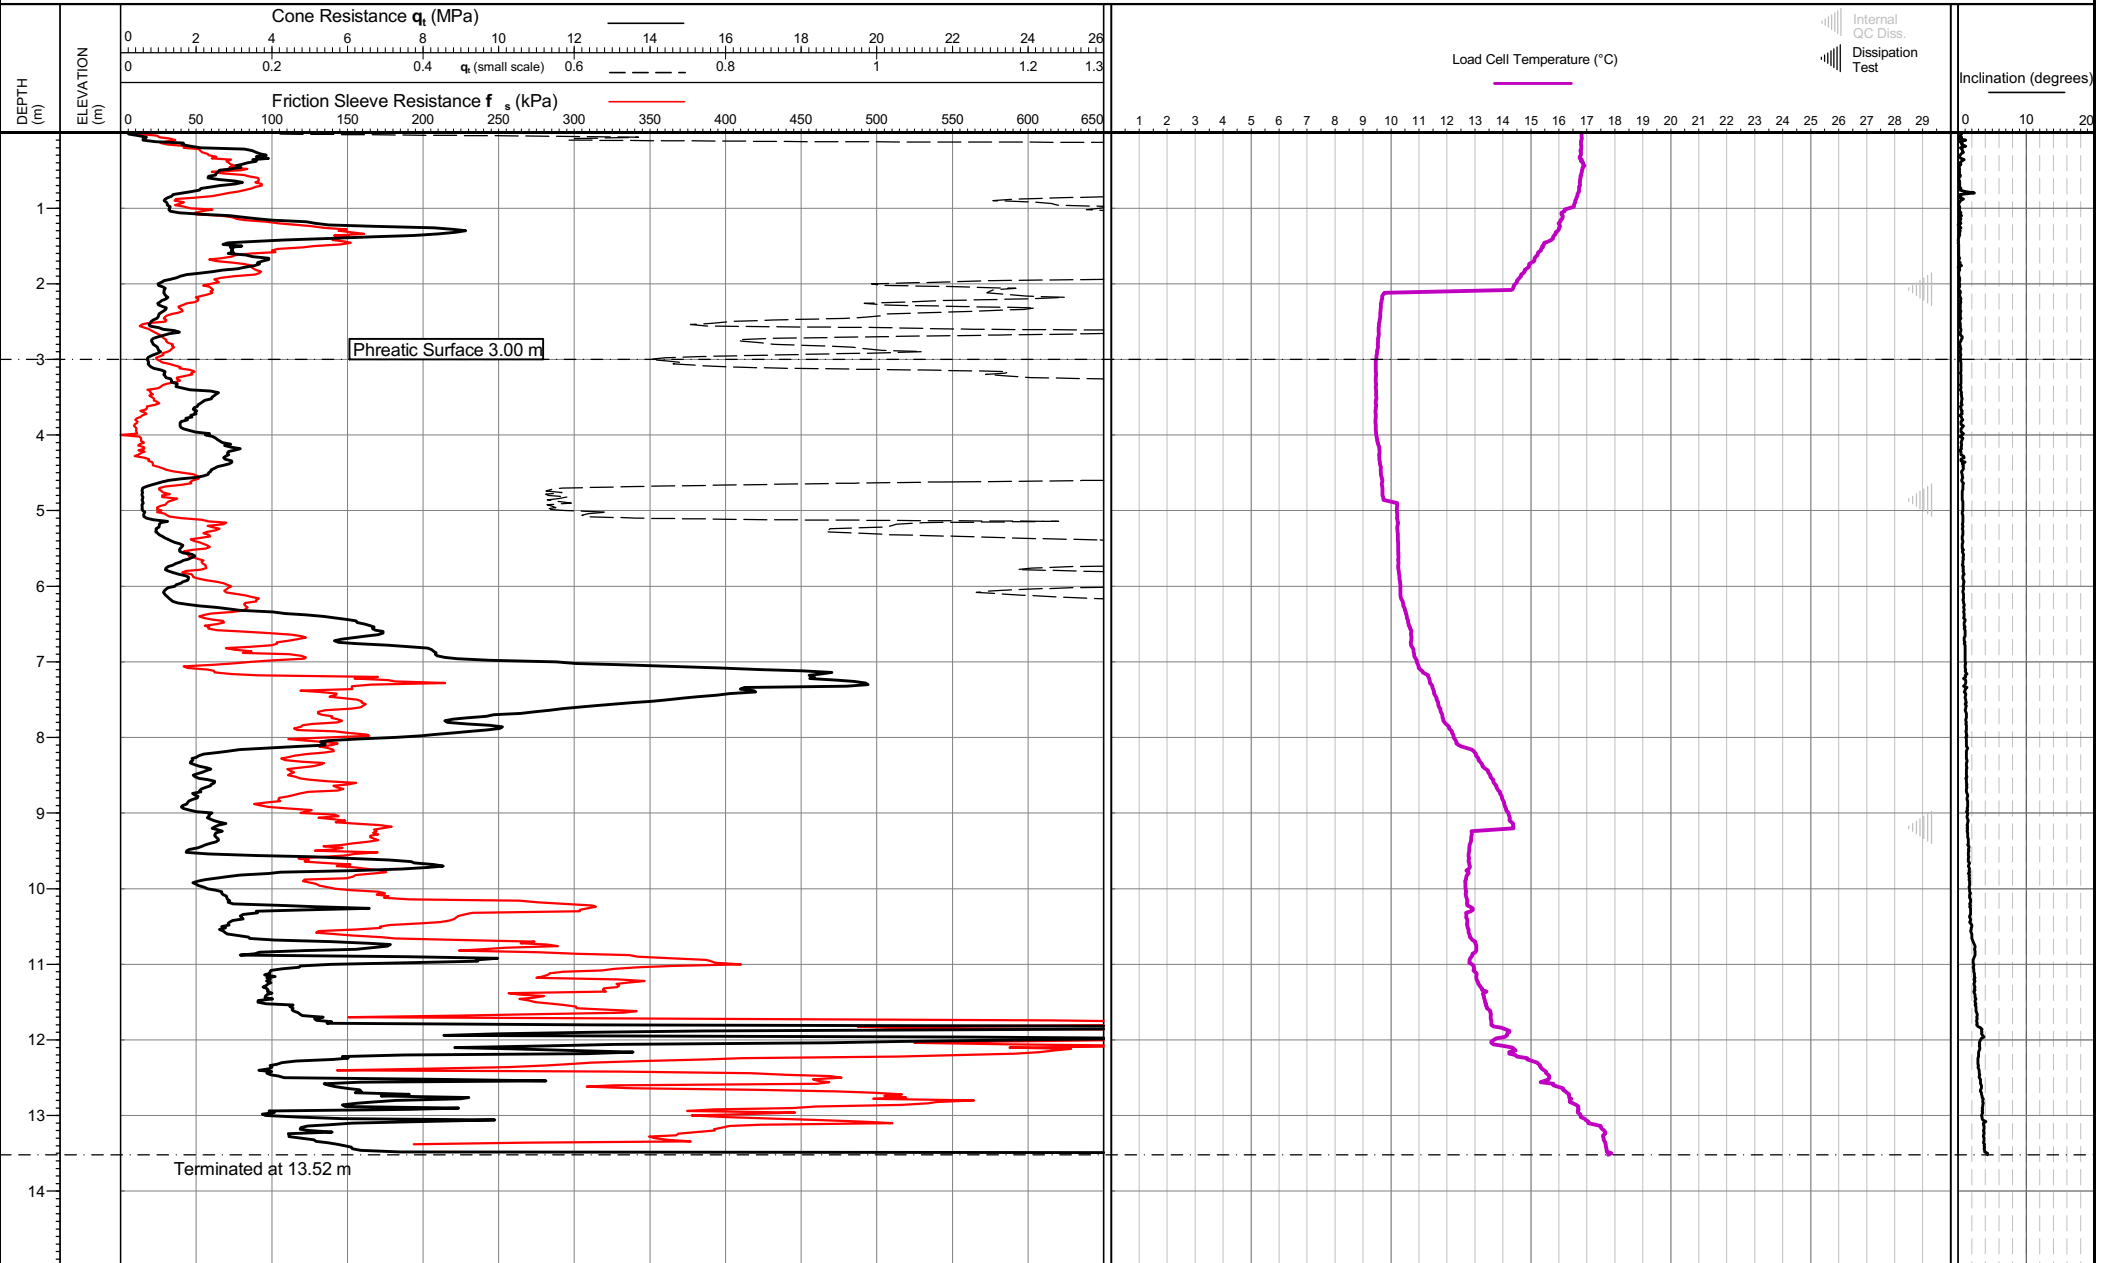 DEPTH
(m)
ELEVATION
(m)
Cone Resistance qt (MPa)
0 2 4 6 8 10 12 14 16 18 20 22 24 26
0 0.2 0.4 qt (small scale) 0.6 0.8 1 1.2 1.3
Friction Sleeve Resistance f s (kPa)
0 50 100 150 200 250 300 350 400 450 500 550 600 650
Load Cell Temperature (°C)
1 2 3 4 5 6 7 8 9 10 11 12 13 14 15 16 17 18 19 20 21 22 23 24 25 26 27 28 29
Internal
QC Diss.
Dissipation
Test
Inclination (degrees)
0 10 20
1
2
Phreatic Surface 3.00 m
3
4
5
6
7
8
9
10
11
12
13
Terminated at 13.52 m
14